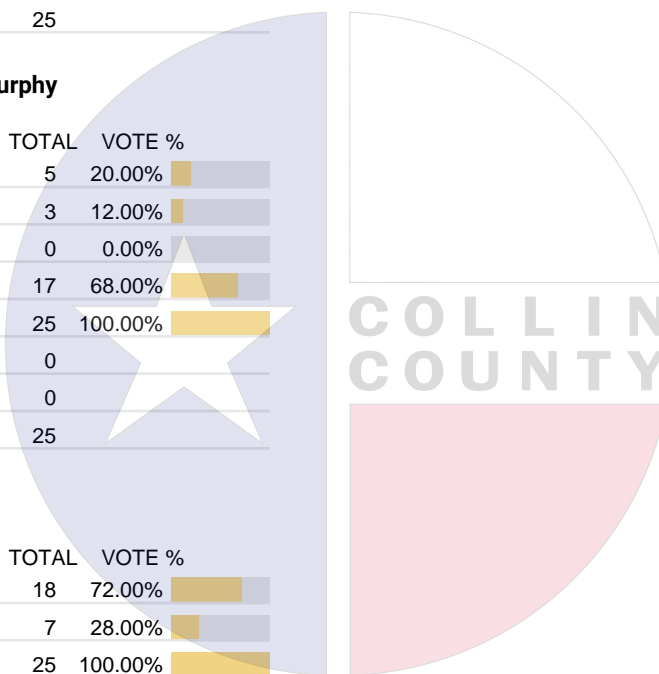 25
urphy
TOTAL VOTE %
5 20.00%
3 12.00%
0 0.00%
17 68.00%
25 100.00%
0
0
25
COLLIN
COUNTY
TOTAL VOTE %
18 72.00%
7 28.00%
25 100.00%